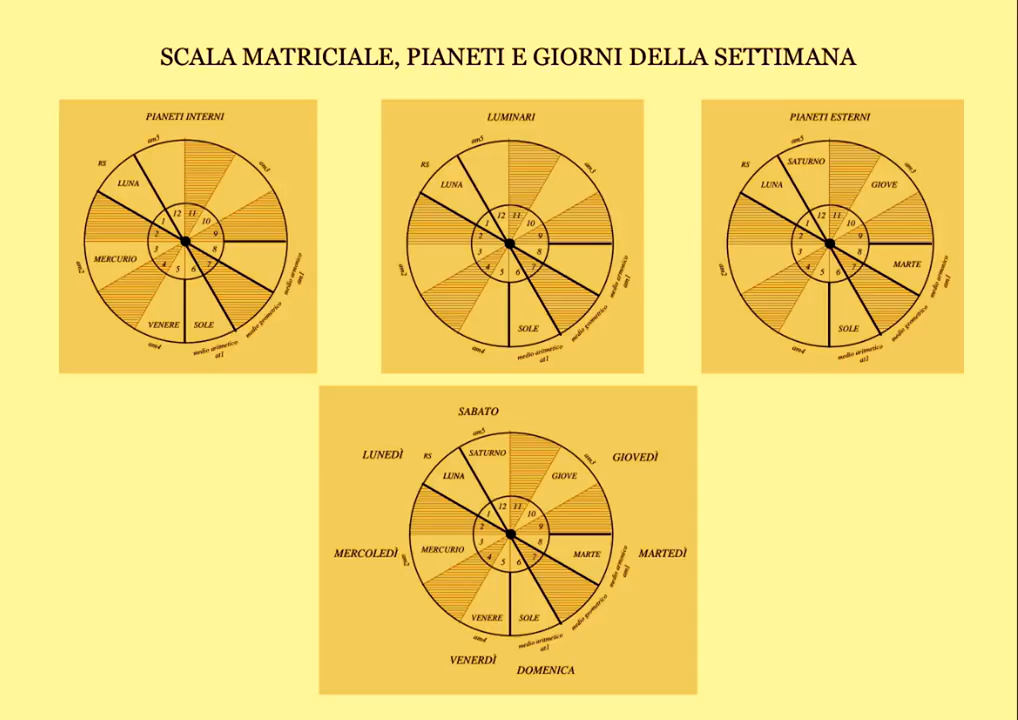 SCALA MATRICIALE, PIANETI E GIORNI DELLA SETTIMANA
PIANETI INTERNI
am5
RS
am3
LUNA
12 11
1 10
2 9
3 8
4 7
5 6
MERCURIO
am2
VENERE
SOLE
am4
medio aritmetico
at1
medio geometrico
medio armonico
am1
LUMINARI
am5
RS
am3
LUNA
12 11
1 10
2 9
3 8
4 7
5 6
am2
SOLE
am4
medio aritmetico
at1
medio geometrico
medio armonico
am1
PIANETI ESTERNI
am5
RS
SATURNO
am3
LUNA
GIOVE
12 11
1 10
2 9
3 8
4 7
5 6
MARTE
am2
SOLE
am4
medio aritmetico
at1
medio geometrico
medio armonico
am1
SABATO
am5
LUNEDÌ
RS
SATURNO
am3
GIOVEDÌ
LUNA
GIOVE
12 11
1 10
2 9
3 8
4 7
5 6
MERCOLEDÌ
am2
MERCURIO
MARTE
MARTEDÌ
medio armonico
am1
medio geometrico
VENERE
SOLE
am4
medio aritmetico
at1
VENERDÌ
DOMENICA